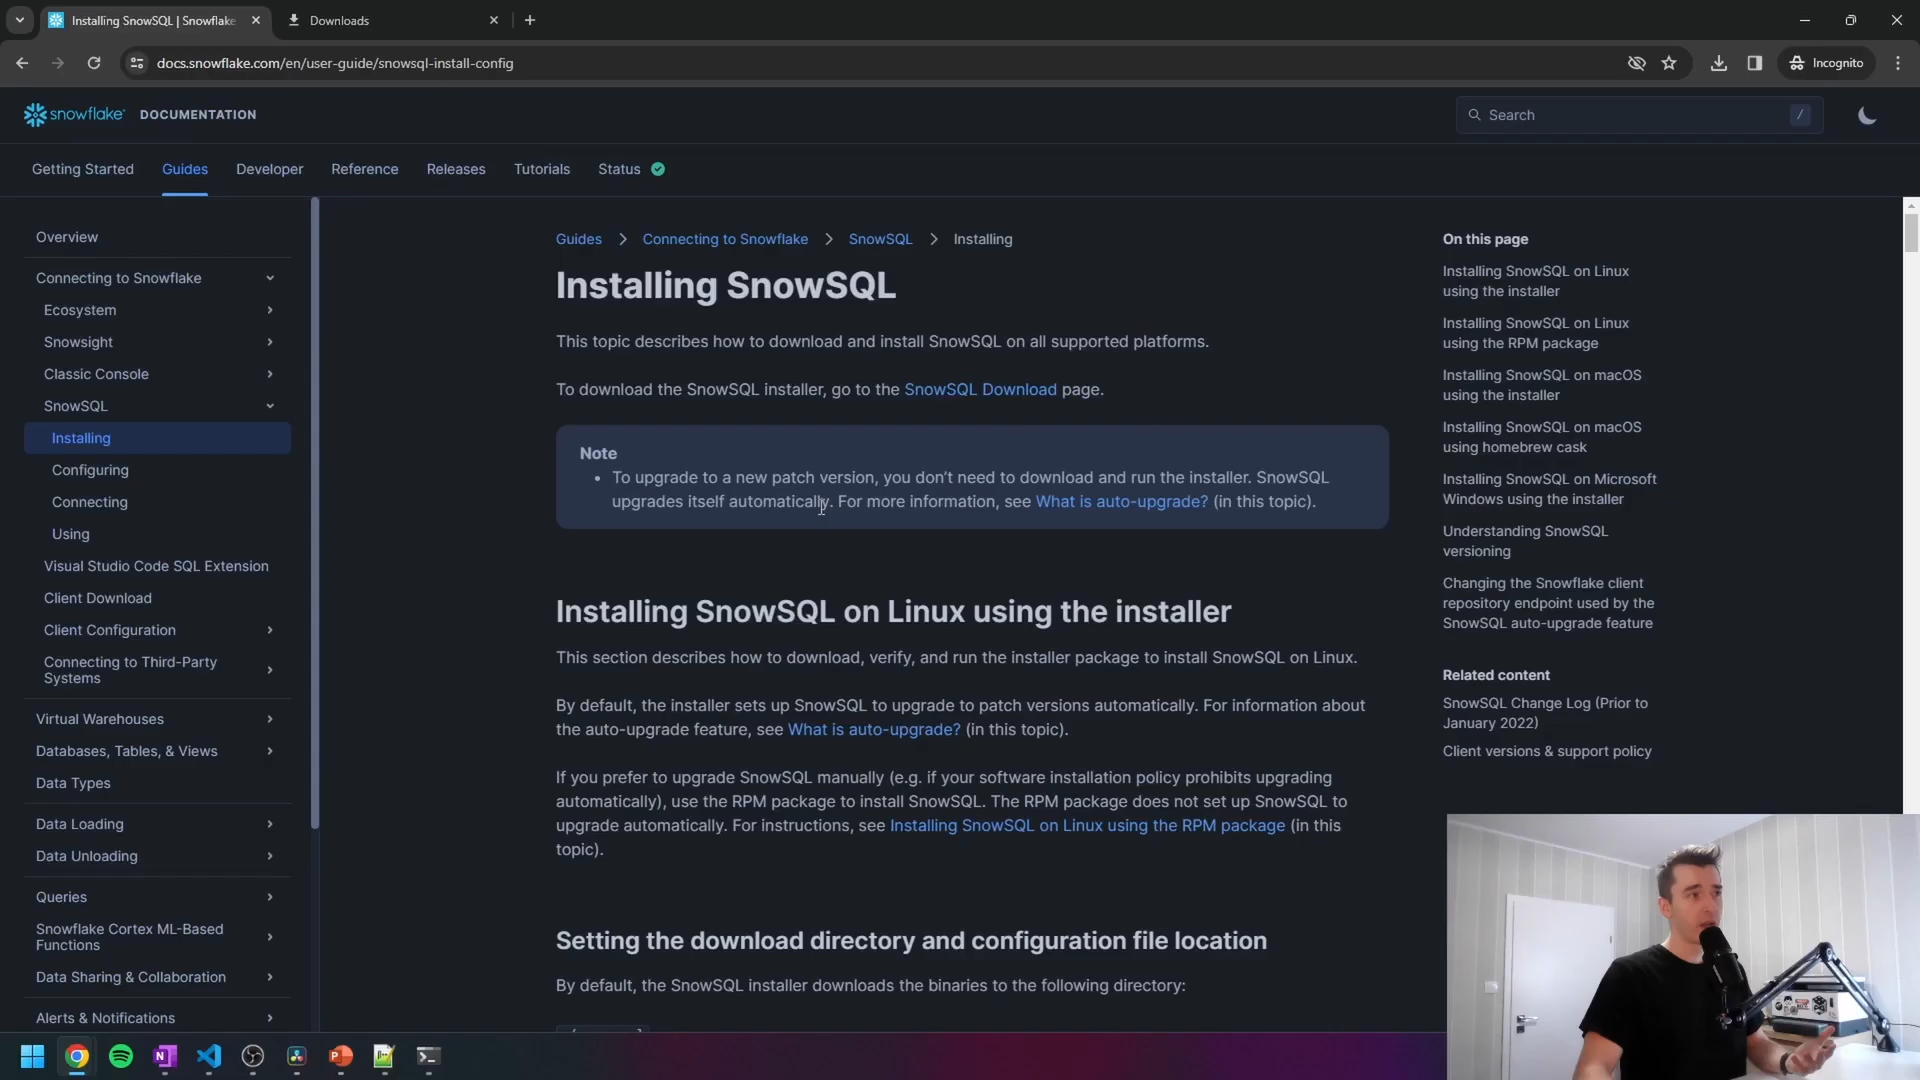 Installing SnowSQL | Snowflake
Downloads
docs.snowflake.com/en/user-guide/snowsql-install-config
Incognito
snowflake DOCUMENTATION
Search /
Getting Started Guides Developer Reference Releases Tutorials Status
Overview
Connecting to Snowflake
Ecosystem
Snowsight
Classic Console
SnowSQL
Installing
Configuring
Connecting
Using
Visual Studio Code SQL Extension
Client Download
Client Configuration
Connecting to Third-Party
Systems
Virtual Warehouses
Databases, Tables, & Views
Data Types
Data Loading
Data Unloading
Queries
Snowflake Cortex ML-Based
Functions
Data Sharing & Collaboration
Alerts & Notifications
Guides > Connecting to Snowflake > SnowSQL > Installing
Installing SnowSQL
This topic describes how to download and install SnowSQL on all supported platforms.
To download the SnowSQL installer, go to the SnowSQL Download page.
Note
• To upgrade to a new patch version, you don’t need to download and run the installer. SnowSQL
upgrades itself automatically. For more information, see What is auto-upgrade? (in this topic).
Installing SnowSQL on Linux using the installer
This section describes how to download, verify, and run the installer package to install SnowSQL on Linux.
By default, the installer sets up SnowSQL to upgrade to patch versions automatically. For information about
the auto-upgrade feature, see What is auto-upgrade? (in this topic).
If you prefer to upgrade SnowSQL manually (e.g. if your software installation policy prohibits upgrading
automatically), use the RPM package to install SnowSQL. The RPM package does not set up SnowSQL to
upgrade automatically. For instructions, see Installing SnowSQL on Linux using the RPM package (in this
topic).
Setting the download directory and configuration file location
By default, the SnowSQL installer downloads the binaries to the following directory:
On this page
Installing SnowSQL on Linux
using the installer
Installing SnowSQL on Linux
using the RPM package
Installing SnowSQL on macOS
using the installer
Installing SnowSQL on macOS
using homebrew cask
Installing SnowSQL on Microsoft
Windows using the installer
Understanding SnowSQL
versioning
Changing the Snowflake client
repository endpoint used by the
SnowSQL auto-upgrade feature
Related content
SnowSQL Change Log (Prior to
January 2022)
Client versions & support policy